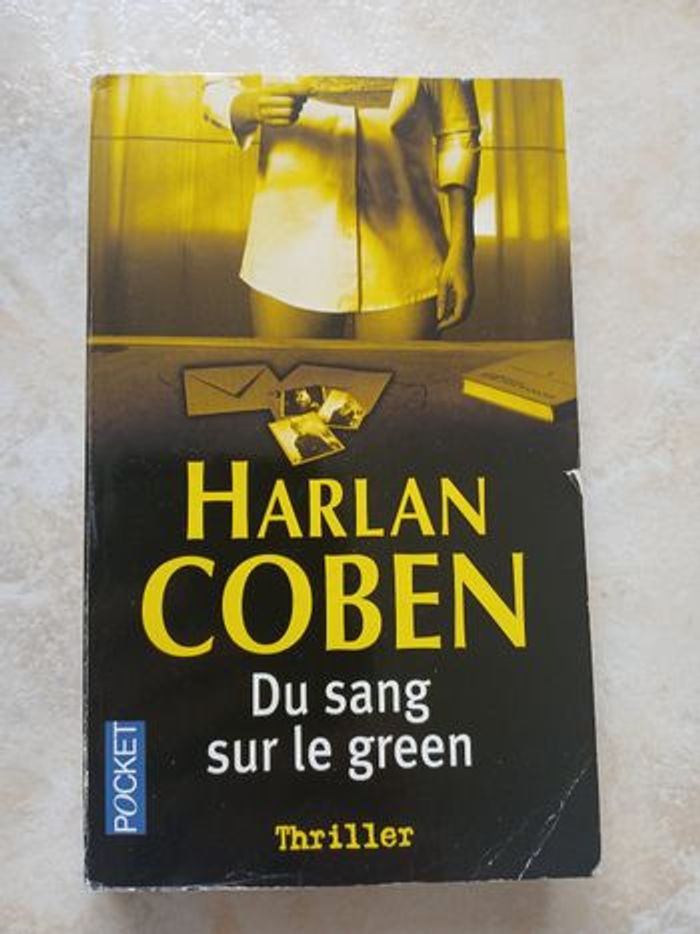 HARLAN
COBEN
Du sang
sur le green
POCKET
Thriller